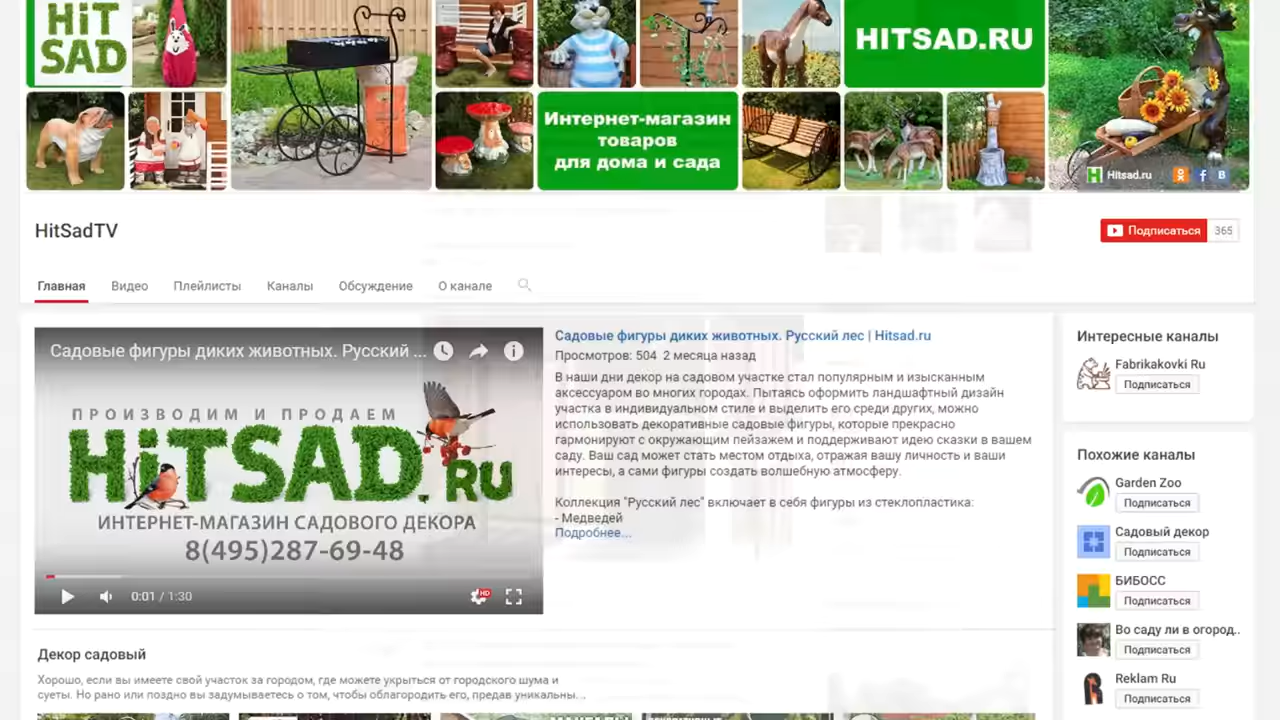 HiT
SAD
HITSAD.RU
Интернет-магазин
товаров
для дома и сада
Hitsad.ru
HitSadTV
Подписаться 365
Главная Видео Плейлисты Каналы Обсуждение О канале
Садовые фигуры диких животных. Русский ...
ПРОИЗВОДИМ И ПРОДАЕМ
HiTSAD.RU
ИНТЕРНЕТ-МАГАЗИН САДОВОГО ДЕКОРА
8(495)287-69-48
0:01 / 1:30
HD
Садовые фигуры диких животных. Русский лес | Hitsad.ru
Просмотров: 504 2 месяца назад
В наши дни декор на садовом участке стал популярным и изысканным
аксессуаром во многих городах. Пытаясь оформить ландшафтный дизайн
участка в индивидуальном стиле и выделить его среди других, можно
использовать декоративные садовые фигуры, которые прекрасно
гармонируют с окружающим пейзажем и поддерживают идею сказки в вашем
саду. Ваш сад может стать местом отдыха, отражая вашу личность и ваши
интересы, а сами фигуры создать волшебную атмосферу.
Коллекция "Русский лес" включает в себя фигуры из стеклопластика:
- Медведей
Подробнее...
Интересные каналы
Fabrikakovki Ru
Подписаться
Похожие каналы
Garden Zoo
Подписаться
Садовый декор
Подписаться
БИБОСС
Подписаться
Во саду ли в огород..
Подписаться
Reklam Ru
Подписаться
Декор садовый
Хорошо, если вы имеете свой участок за городом, где можете укрыться от городского шума и
суеты. Но рано или поздно вы задумываетесь о том, чтобы облагородить его, предав уникальны...